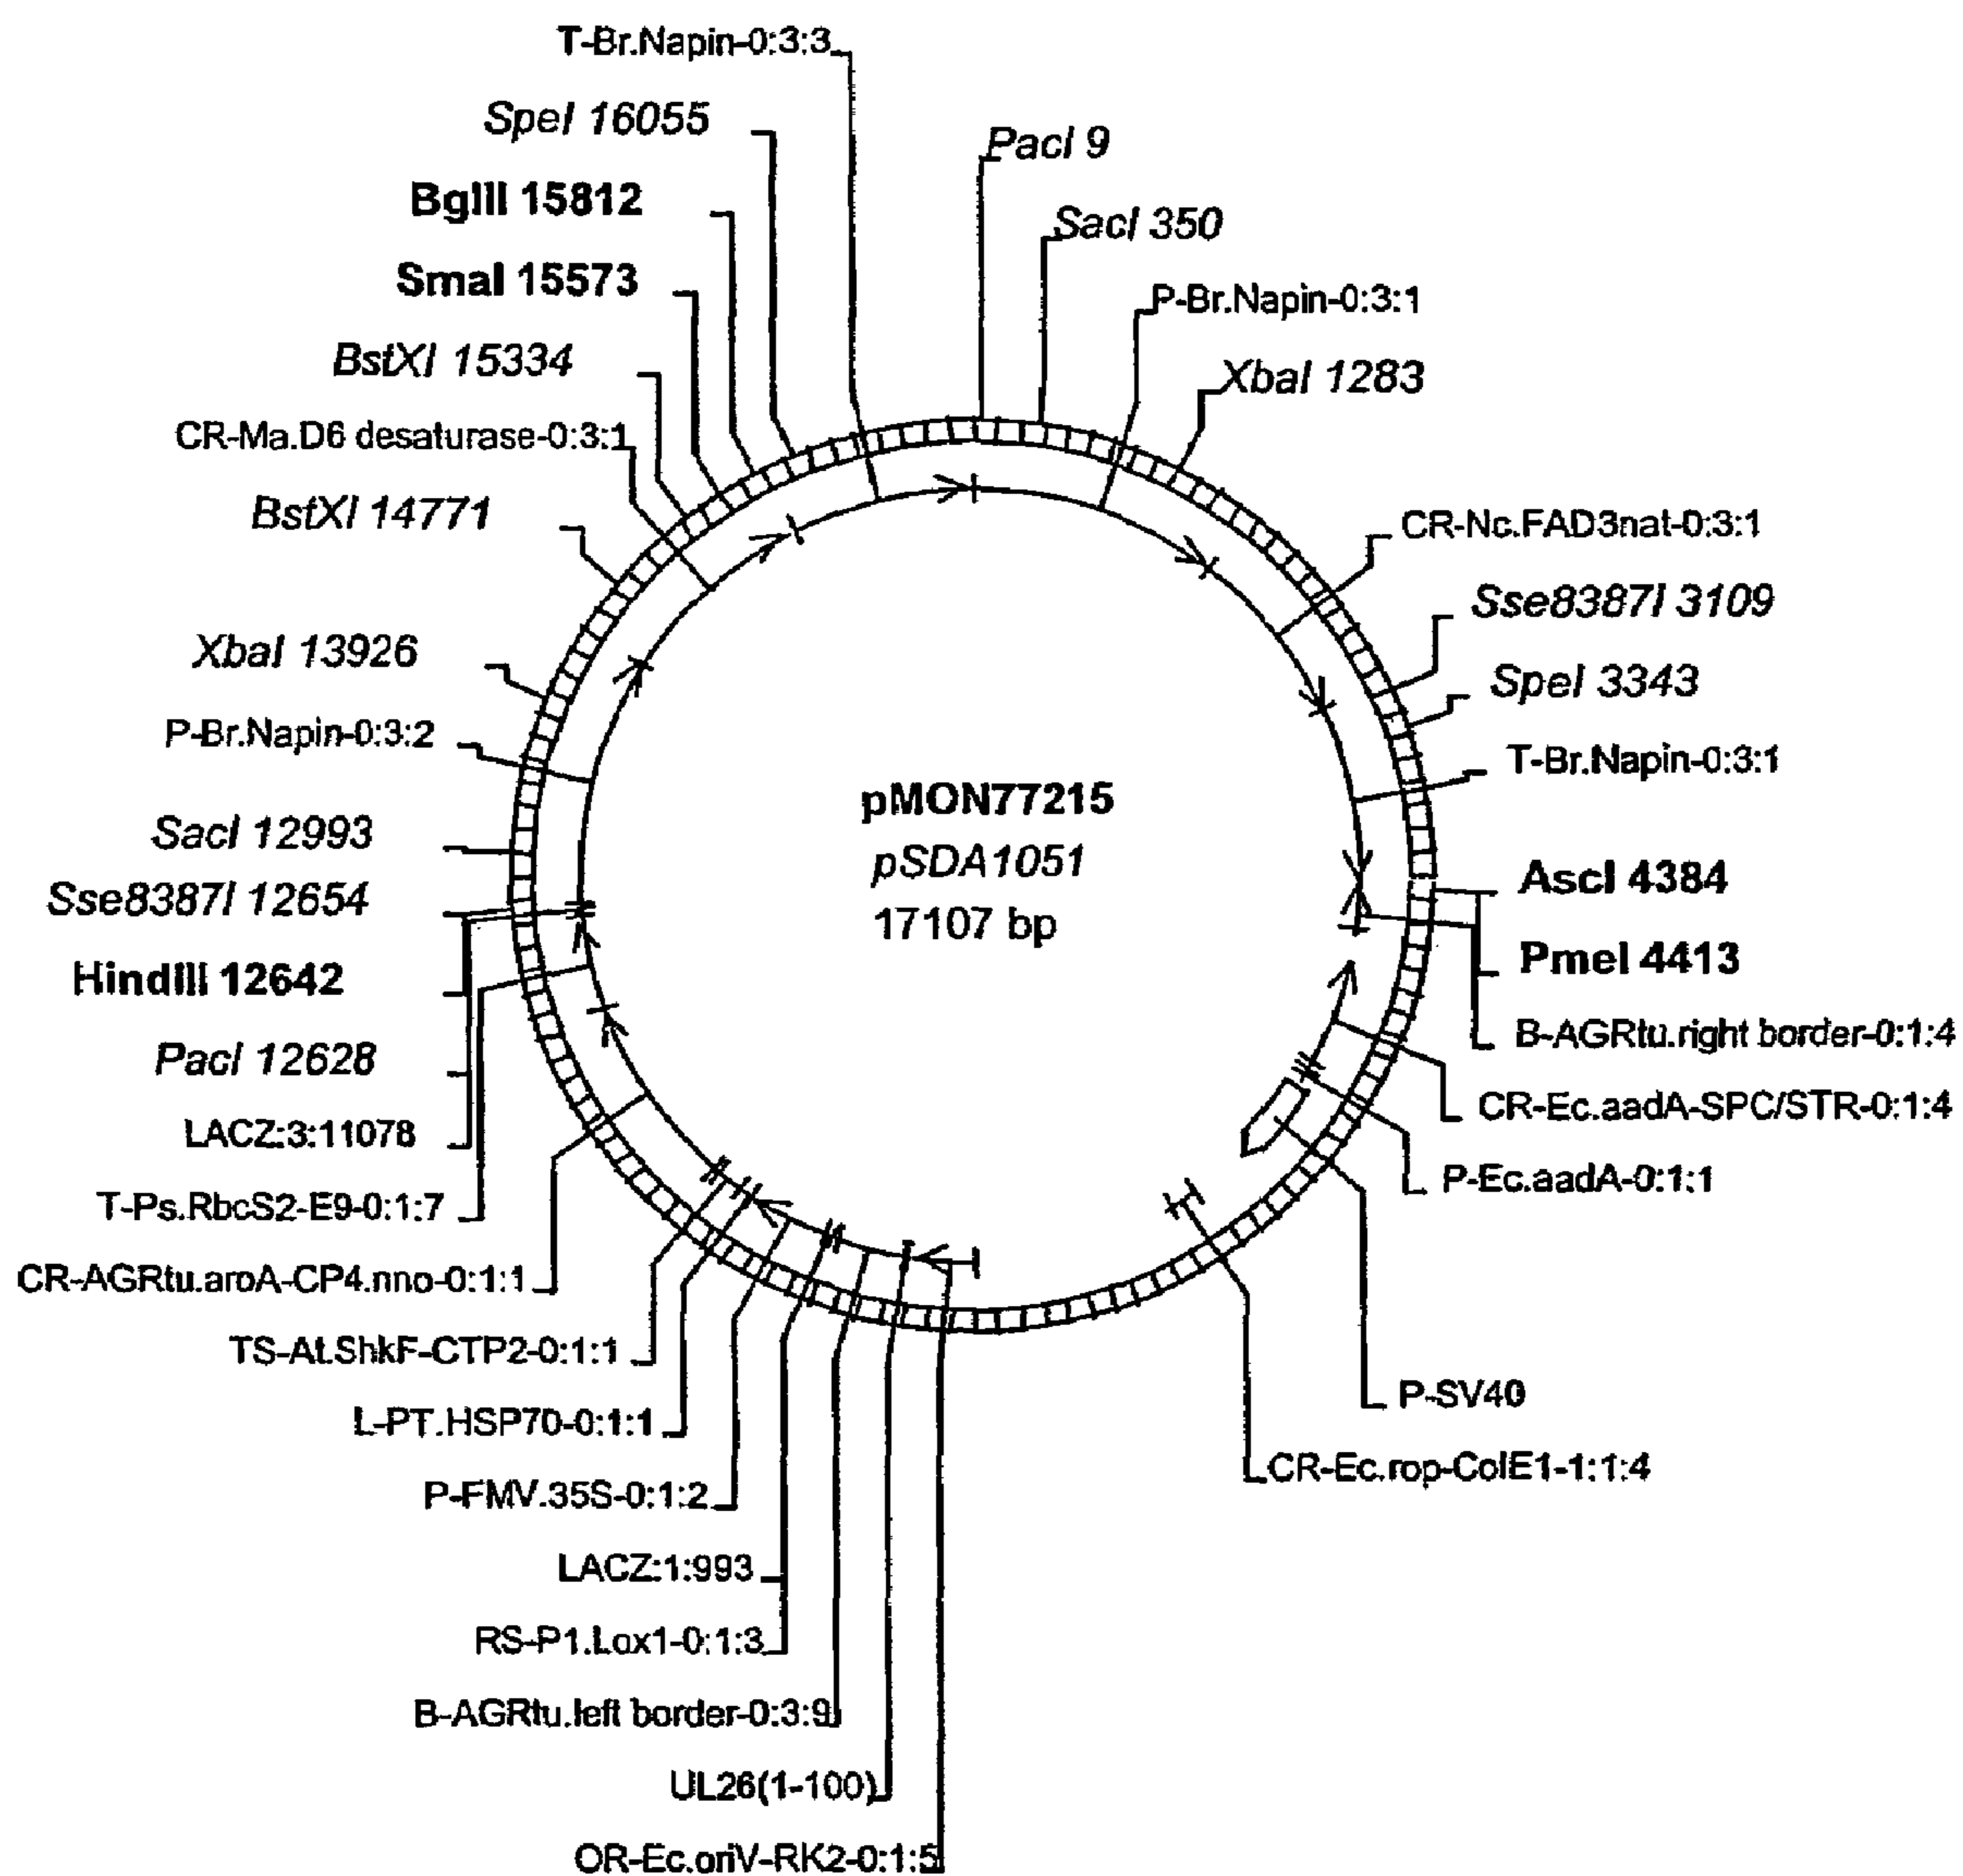 T-Br.Napin-0:3:3
SpeI 16055
BglII 15812
SmaI 15573
BstXI 15334
CR-Ma.D6 desaturase-0:3:1
BstXI 14771
XbaI 13926
P-Br.Napin-0:3:2
SacI 12993
Sse8387I 12654
HindIII 12642
PacI 12628
LACZ:3:11078
T-Ps.RbcS2-E9-0:1:7
CR-AGRtu.aroA-CP4.nno-0:1:1
TS-At.ShkF-CTP2-0:1:1
L-PT.HSP70-0:1:1
P-FMV.35S-0:1:2
LACZ:1:993
RS-P1.Lox1-0:1:3
B-AGRtu.left border-0:3:9
UL26(1-100)
OR-Ec.oriV-RK2-0:1:5
pMON77215
pSDA1051
17107 bp
PacI 9
SacI 350
P-Br.Napin-0:3:1
XbaI 1283
CR-Nc.FAD3nat-0:3:1
Sse8387I 3109
SpeI 3343
T-Br.Napin-0:3:1
AscI 4384
PmeI 4413
B-AGRtu.right border-0:1:4
CR-Ec.aadA-SPC/STR-0:1:4
P-Ec.aadA-0:1:1
P-SV40
CR-Ec.rop-ColE1-1:1:4